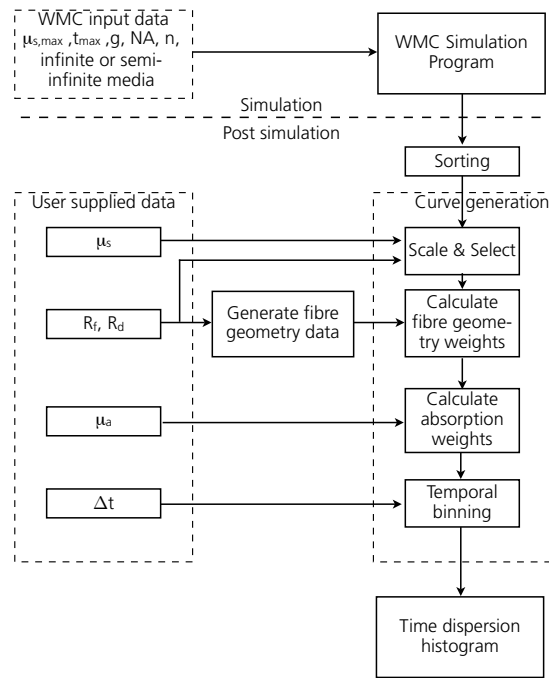 WMC input data
μs,max ,tmax ,g, NA, n,
infinite or semi-
infinite media
WMC Simulation
Program
Simulation
Post simulation
Sorting
User supplied data
Curve generation
μs
Scale & Select
Rf, Rd
Generate fibre
geometry data
Calculate
fibre geome-
try weights
μa
Calculate
absorption
weights
Δt
Temporal
binning
Time dispersion
histogram